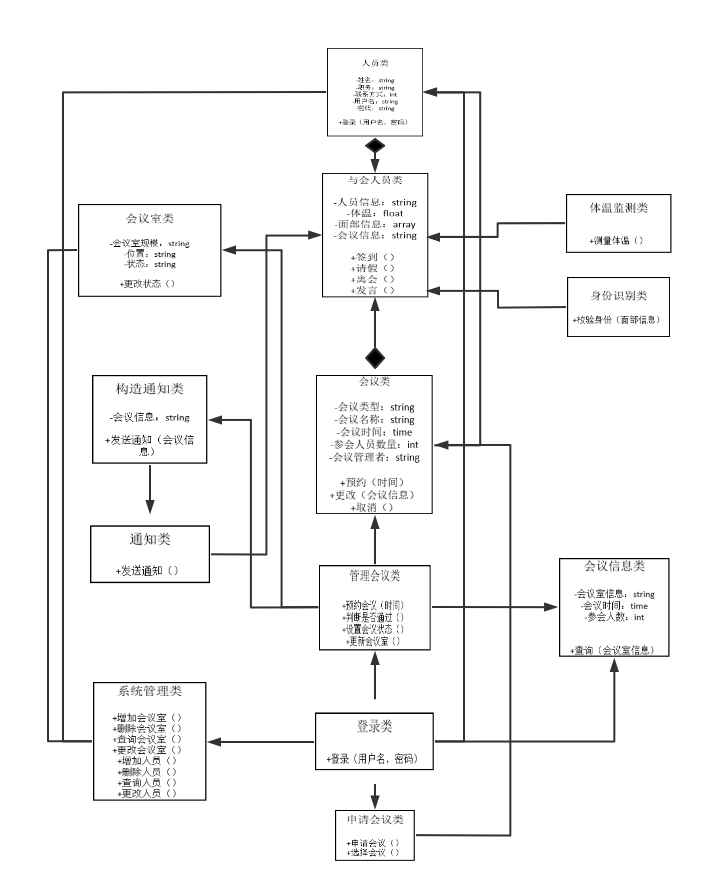 人员类
-姓名：string
-职务：string
-联系方式：int
-用户名：string
-密码：string
+登录（用户名，密码）
与会人员类
-人员信息：string
-体温：float
-面部信息：array
-会议信息：string
+签到（）
+请假（）
+离会（）
+发言（）
会议室类
-会议室规模：string
-位置：string
-状态：string
+更改状态（）
体温监测类
+测量体温（）
身份识别类
+校验身份（面部信息）
构造通知类
-会议信息：string
+发送通知（会议信
息）
会议类
-会议类型：string
-会议名称：string
-会议时间：time
-参会人员数量：int
-会议管理者：string
+预约（时间）
+更改（会议信息）
+取消（）
通知类
+发送通知（）
管理会议类
+预约会议（时间）
+判断是否通过（）
+设置会议状态（）
+更新会议室（）
会议信息类
-会议室信息：string
-会议时间：time
-参会人数：int
+查询（会议室信息）
系统管理类
+增加会议室（）
+删除会议室（）
+查询会议室（）
+更改会议室（）
+增加人员（）
+删除人员（）
+查询人员（）
+更改人员（）
登录类
+登录（用户名，密码）
申请会议类
+申请会议（）
+选择会议（）